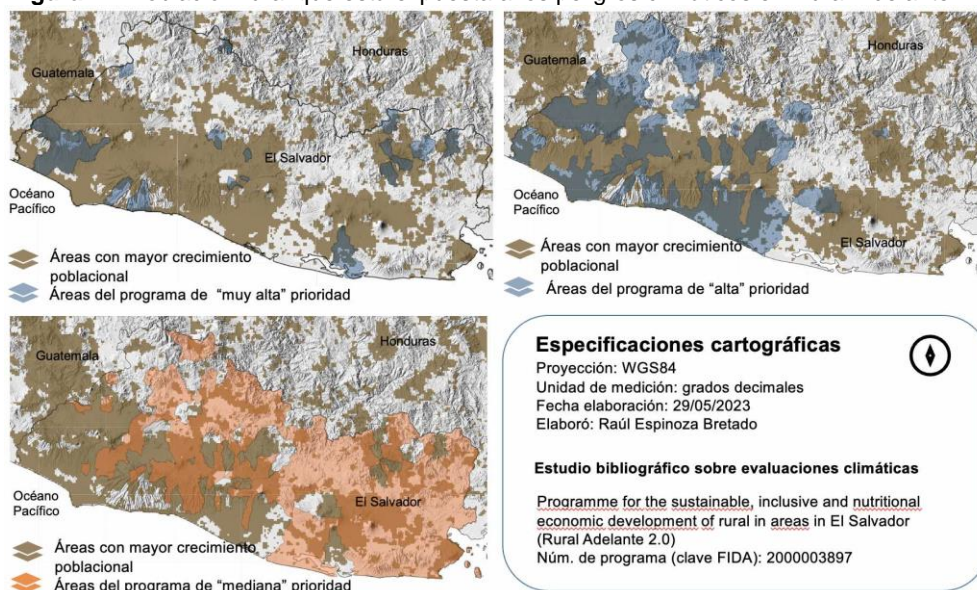 Guatemala
Honduras
El Salvador
Océano
Pacífico
Áreas con mayor crecimiento
poblacional
Áreas del programa de “muy alta” prioridad
Guatemala
Honduras
Océano
Pacífico
El Salvador
Áreas con mayor crecimiento
poblacional
Áreas del programa de “alta” prioridad
Guatemala
Honduras
Océano
Pacífico
El Salvador
Áreas con mayor crecimiento
poblacional
Áreas del programa de “mediana” prioridad
Especificaciones cartográficas
Proyección: WGS84
Unidad de medición: grados decimales
Fecha elaboración: 29/05/2023
Elaboró: Raúl Espinoza Bretado
Estudio bibliográfico sobre evaluaciones climáticas
Programme for the sustainable, inclusive and nutritional
economic development of rural in areas in El Salvador
(Rural Adelante 2.0)
Núm. de programa (clave FIDA): 2000003897